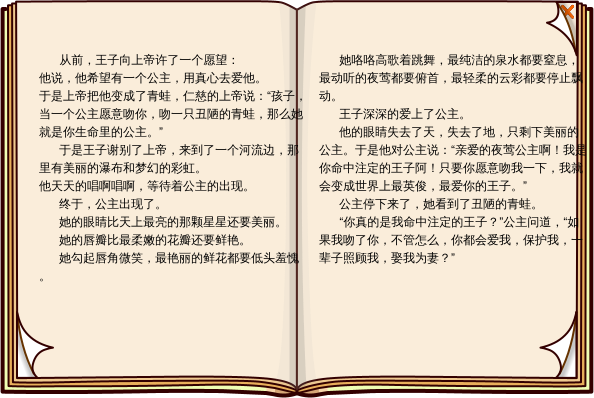 从前，王子向上帝许了一个愿望：
他说，他希望有一个公主，用真心去爱他。
于是上帝把他变成了青蛙，仁慈的上帝说：“孩子，
当一个公主愿意吻你，吻一只丑陋的青蛙，那么她
就是你生命里的公主。”
于是王子谢别了上帝，来到了一个河流边，那
里有美丽的瀑布和梦幻的彩虹。
他天天的唱啊唱啊，等待着公主的出现。
终于，公主出现了。
她的眼睛比天上最亮的那颗星星还要美丽。
她的唇瓣比最柔嫩的花瓣还要鲜艳。
她勾起唇角微笑，最艳丽的鲜花都要低头羞愧
。
她咯咯高歌着跳舞，最纯洁的泉水都要窒息，
最动听的夜莺都要俯首，最轻柔的云彩都要停止飘
动。
王子深深的爱上了公主。
他的眼睛失去了天，失去了地，只剩下美丽的
公主。于是他对公主说：“亲爱的夜莺公主啊！我是
你命中注定的王子阿！只要你愿意吻我一下，我就
会变成世界上最英俊，最爱你的王子。”
公主停下来了，她看到了丑陋的青蛙。
“你真的是我命中注定的王子？”公主问道，“如
果我吻了你，不管怎么，你都会爱我，保护我，一
辈子照顾我，娶我为妻？”